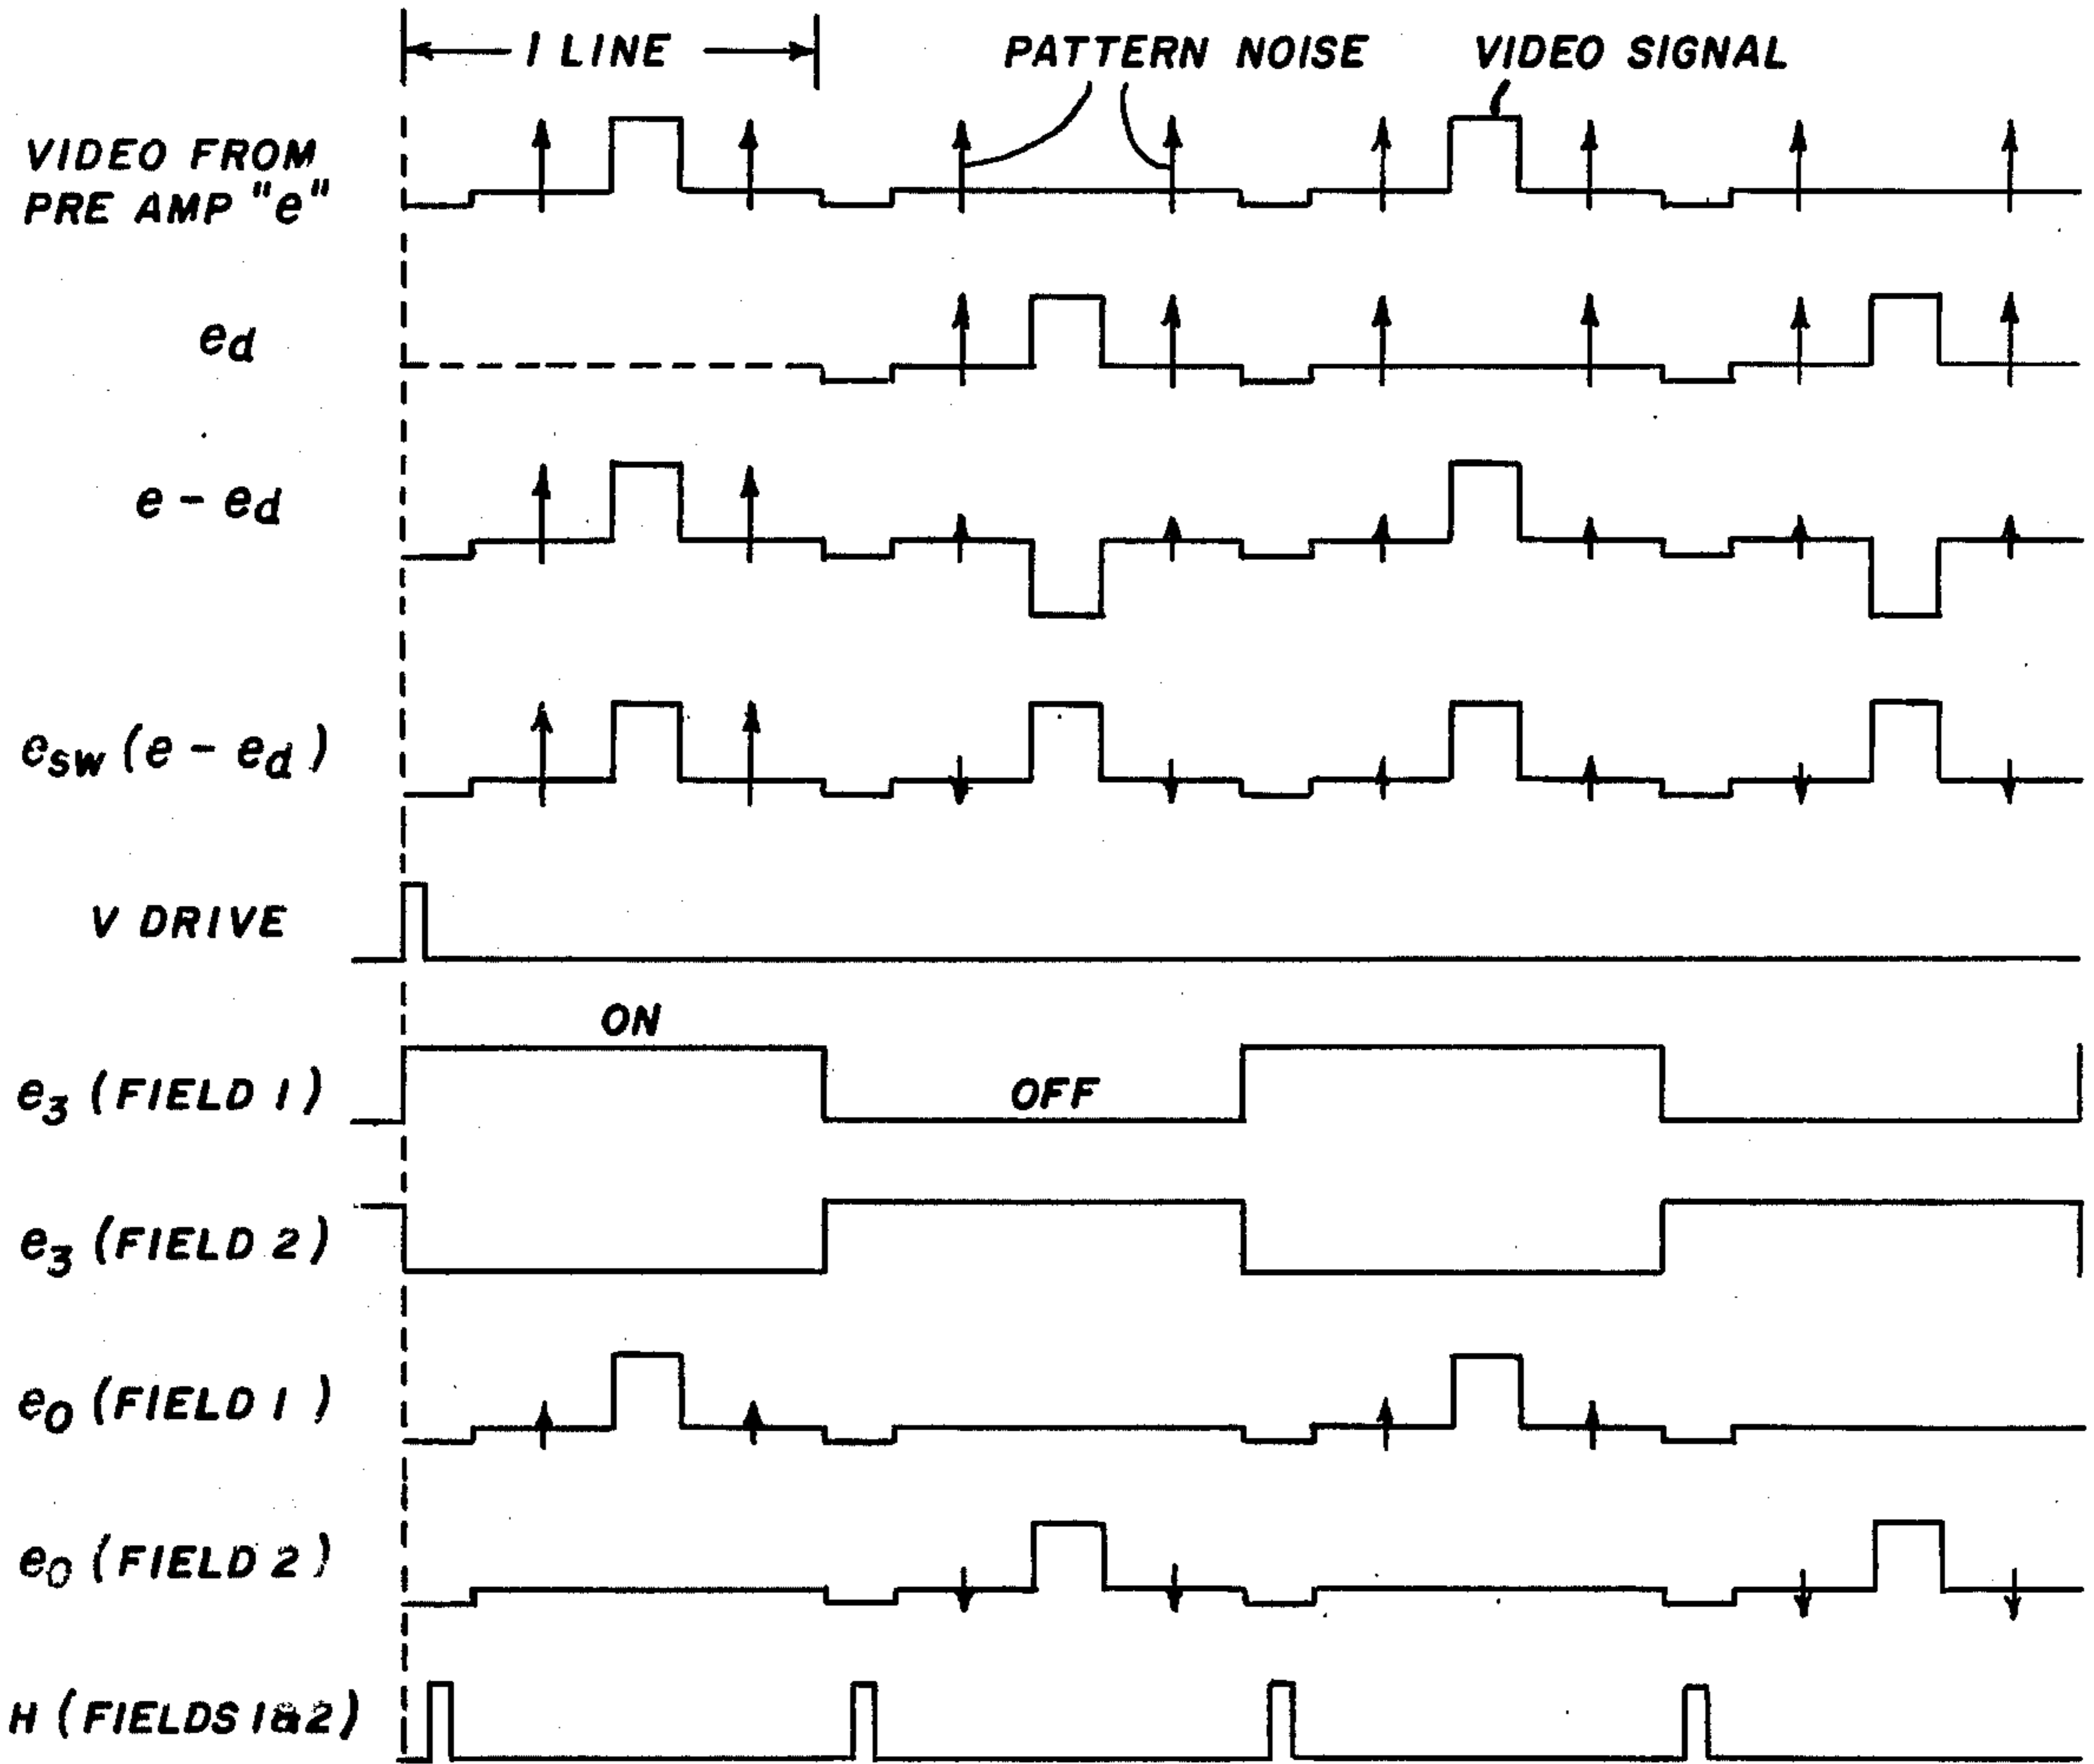 1 LINE
PATTERN NOISE
VIDEO SIGNAL
VIDEO FROM
PRE AMP "e"
ed
e - ed
esw (e - ed)
V DRIVE
ON
e3 (FIELD 1)
OFF
e3 (FIELD 2)
eo (FIELD 1)
eo (FIELD 2)
H (FIELDS 1&2)